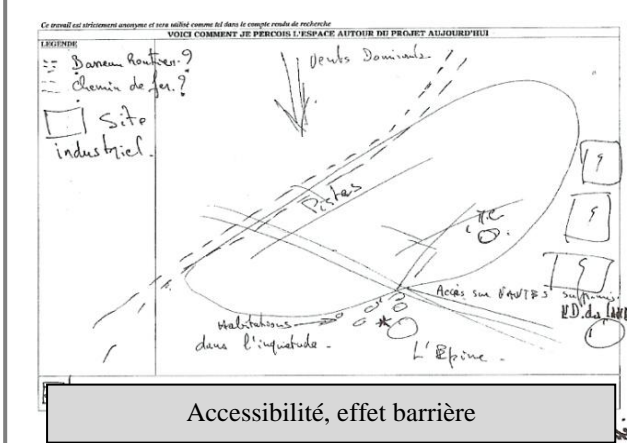 Ce travail est strictement anonyme et sera utilisé comme tel dans le compte rendu de recherche
VOICI COMMENT JE PERCOIS L'ESPACE AUTOUR DU PROJET AUJOURD'HUI
LEGENDE
Barreau Routier ?
Chemin de fer ?
Site
industriel.
Vents Dominants.
Pistes
?
?
?
Accès sur
Habitations
dans l'inquiétude.
L'Epine.
Accessibilité, effet barrière